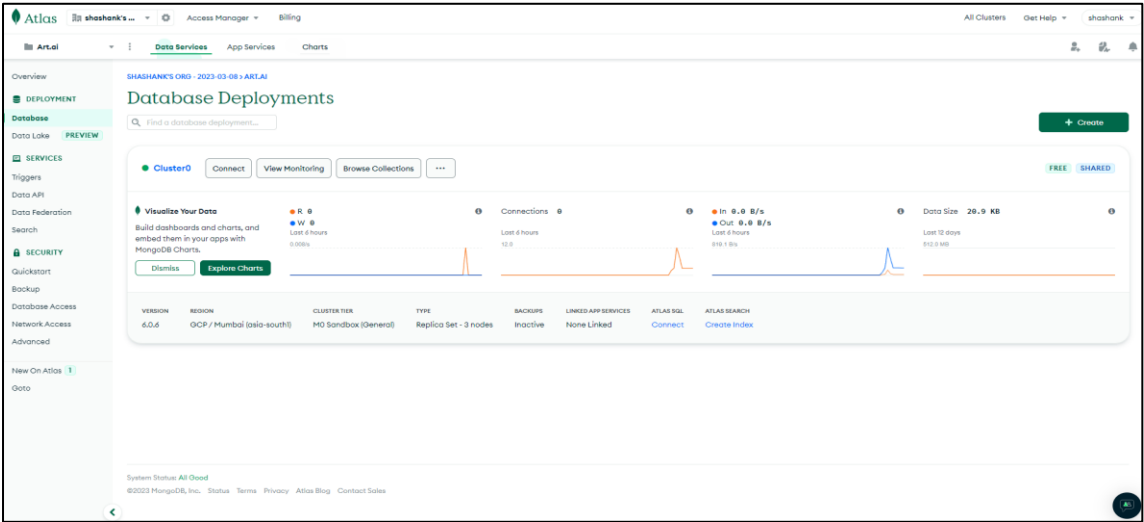 Atlas shashank's ... Access Manager Billing All Clusters Get Help shashank
Art.ai Data Services App Services Charts
Overview
DEPLOYMENT
Database
Data Lake PREVIEW
SERVICES
Triggers
Data API
Data Federation
Search
SECURITY
Quickstart
Backup
Database Access
Network Access
Advanced
New On Atlas 1
Goto
SHASHANK'S ORG - 2023-03-08 > ART.AI
Database Deployments
Find a database deployment...
+ Create
Cluster0 Connect View Monitoring Browse Collections ... FREE SHARED
Visualize Your Data
Build dashboards and charts, and
embed them in your apps with
MongoDB Charts.
Dismiss Explore Charts
R 0
W 0
Last 6 hours
Connections 0
Last 6 hours
12.0
In 0.0 B/s
Out 0.0 B/s
Last 6 hours
Data Size 20.9 KB
Last 12 days
512.0 MB
VERSION REGION CLUSTER TIER TYPE BACKUPS LINKED APP SERVICES ATLAS SQL ATLAS SEARCH
6.0.6 GCP / Mumbai (asia-south1) M0 Sandbox (General) Replica Set - 3 nodes Inactive None Linked Connect Create Index
System Status: All Good
©2023 MongoDB, Inc. Status Terms Privacy Atlas Blog Contact Sales